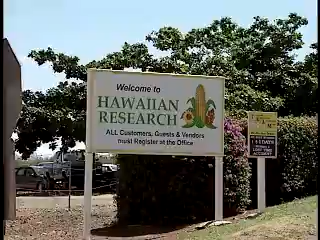 Welcome to
HAWAIIAN
RESEARCH
ALL Customers, Guests & Vendors
must Register at the Office